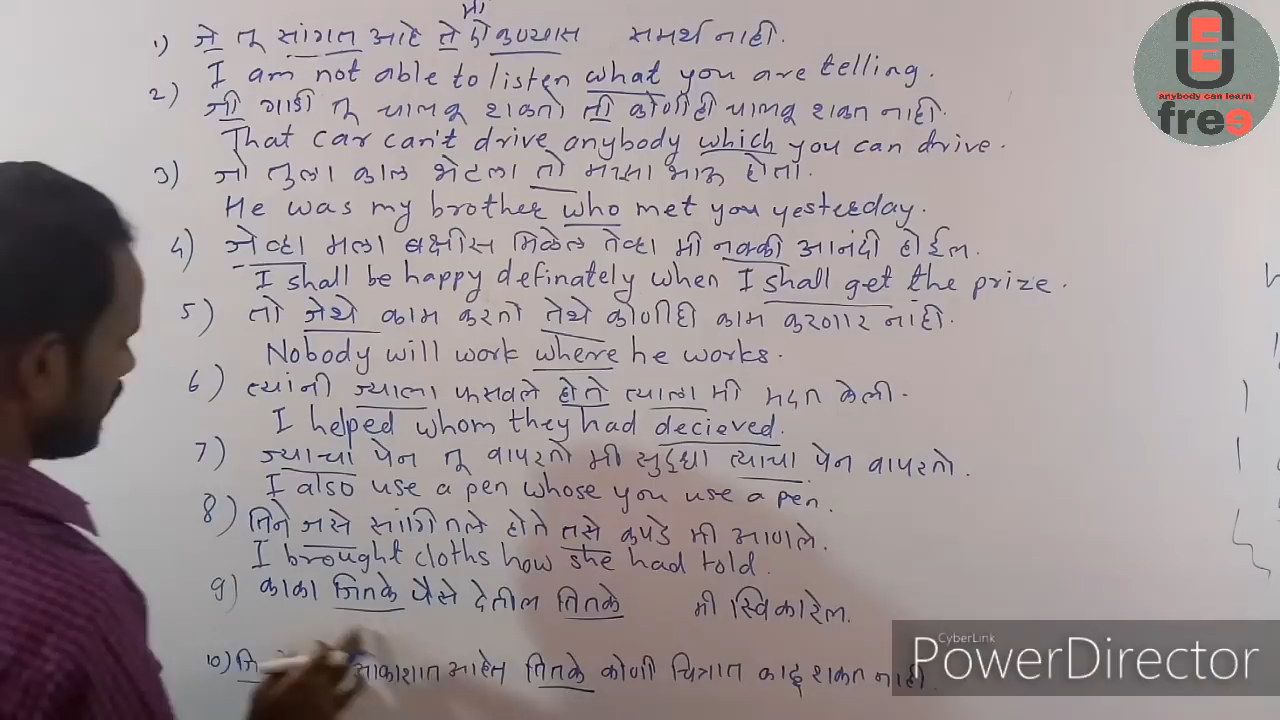 मी
1) जे तू सांगत आहे ते ऐकण्यास समर्थ नाही.
I am not able to listen what you are telling.
2) जी गाडी तू चालवू शकतो ती कोणीही चालवू शकत नाही.
That car can't drive anybody which you can drive.
3) जो तुला काल भेटला तो माझा भाऊ होता.
He was my brother who met you yesterday.
4) जेव्हा मला बक्षीस मिळेल तेव्हा मी नक्की आनंदी होईल.
I shall be happy definately when I shall get the prize.
5) तो जेथे काम करतो तेथे कोणीही काम करणार नाही.
Nobody will work where he works.
6) त्यांनी ज्याला फसवले होते त्याला मी मदत केली.
I helped whom they had decieved.
7) ज्याचा पेन तू वापरतो मी सुद्धा त्याचा पेन वापरतो.
I also use a pen whose you use a pen.
8) तिने जसे सांगितले होते तसे कपडे मी आणले.
I brought cloths how she had told.
9) काका जितके पैसे देतील तितके मी स्विकारेल.
10) आकाशात आहेत तितके कोणी चित्रात काढू शकत नाही.
UEE
anybody can learn
free
CyberLink
PowerDirector